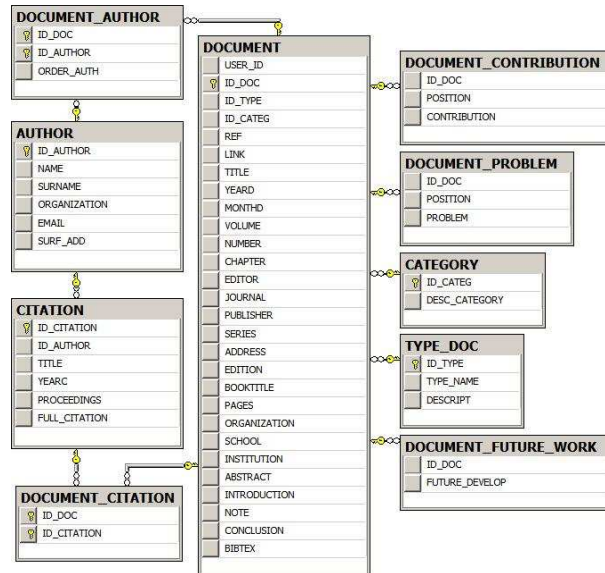 DOCUMENT_AUTHOR
ID_DOC
ID_AUTHOR
ORDER_AUTH
AUTHOR
ID_AUTHOR
NAME
SURNAME
ORGANIZATION
EMAIL
SURF_ADD
CITATION
ID_CITATION
ID_AUTHOR
TITLE
YEARC
PROCEEDINGS
FULL_CITATION
DOCUMENT_CITATION
ID_DOC
ID_CITATION
DOCUMENT
USER_ID
ID_DOC
ID_TYPE
ID_CATEG
REF
LINK
TITLE
YEARD
MONTHD
VOLUME
NUMBER
CHAPTER
EDITOR
JOURNAL
PUBLISHER
SERIES
ADDRESS
EDITION
BOOKTITLE
PAGES
ORGANIZATION
SCHOOL
INSTITUTION
ABSTRACT
INTRODUCTION
NOTE
CONCLUSION
BIBTEX
DOCUMENT_CONTRIBUTION
ID_DOC
POSITION
CONTRIBUTION
DOCUMENT_PROBLEM
ID_DOC
POSITION
PROBLEM
CATEGORY
ID_CATEG
DESC_CATEGORY
TYPE_DOC
ID_TYPE
TYPE_NAME
DESCRIPT
DOCUMENT_FUTURE_WORK
ID_DOC
FUTURE_DEVELOP